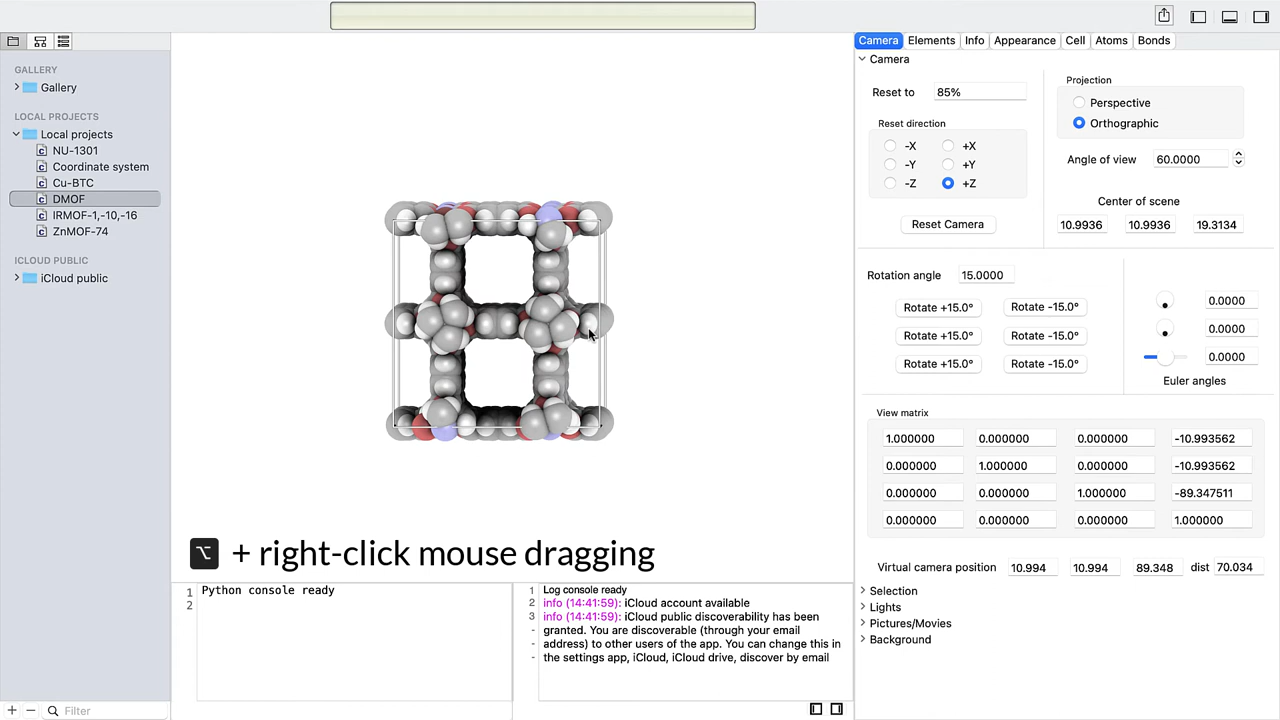 GALLERY
Gallery
LOCAL PROJECTS
Local projects
NU-1301
Coordinate system
Cu-BTC
DMOF
IRMOF-1,-10,-16
ZnMOF-74
ICLOUD PUBLIC
iCloud public
Filter
+ right-click mouse dragging
1 Python console ready
2
1 Log console ready
2 info (14:41:59): iCloud account available
3 info (14:41:59): iCloud public discoverability has been
- granted. You are discoverable (through your email
- address) to other users of the app. You can change this in
- the settings app, iCloud, iCloud drive, discover by email
Camera Elements Info Appearance Cell Atoms Bonds
Camera
Reset to 85%
Reset direction
-X +X
-Y +Y
-Z +Z
Reset Camera
Projection
Perspective
Orthographic
Angle of view 60.0000
Center of scene
10.9936 10.9936 19.3134
Rotation angle 15.0000
Rotate +15.0° Rotate -15.0°
Rotate +15.0° Rotate -15.0°
Rotate +15.0° Rotate -15.0°
0.0000
0.0000
0.0000
Euler angles
View matrix
1.000000 0.000000 0.000000 -10.993562
0.000000 1.000000 0.000000 -10.993562
0.000000 0.000000 1.000000 -89.347511
0.000000 0.000000 0.000000 1.000000
Virtual camera position 10.994 10.994 89.348 dist 70.034
Selection
Lights
Pictures/Movies
Background